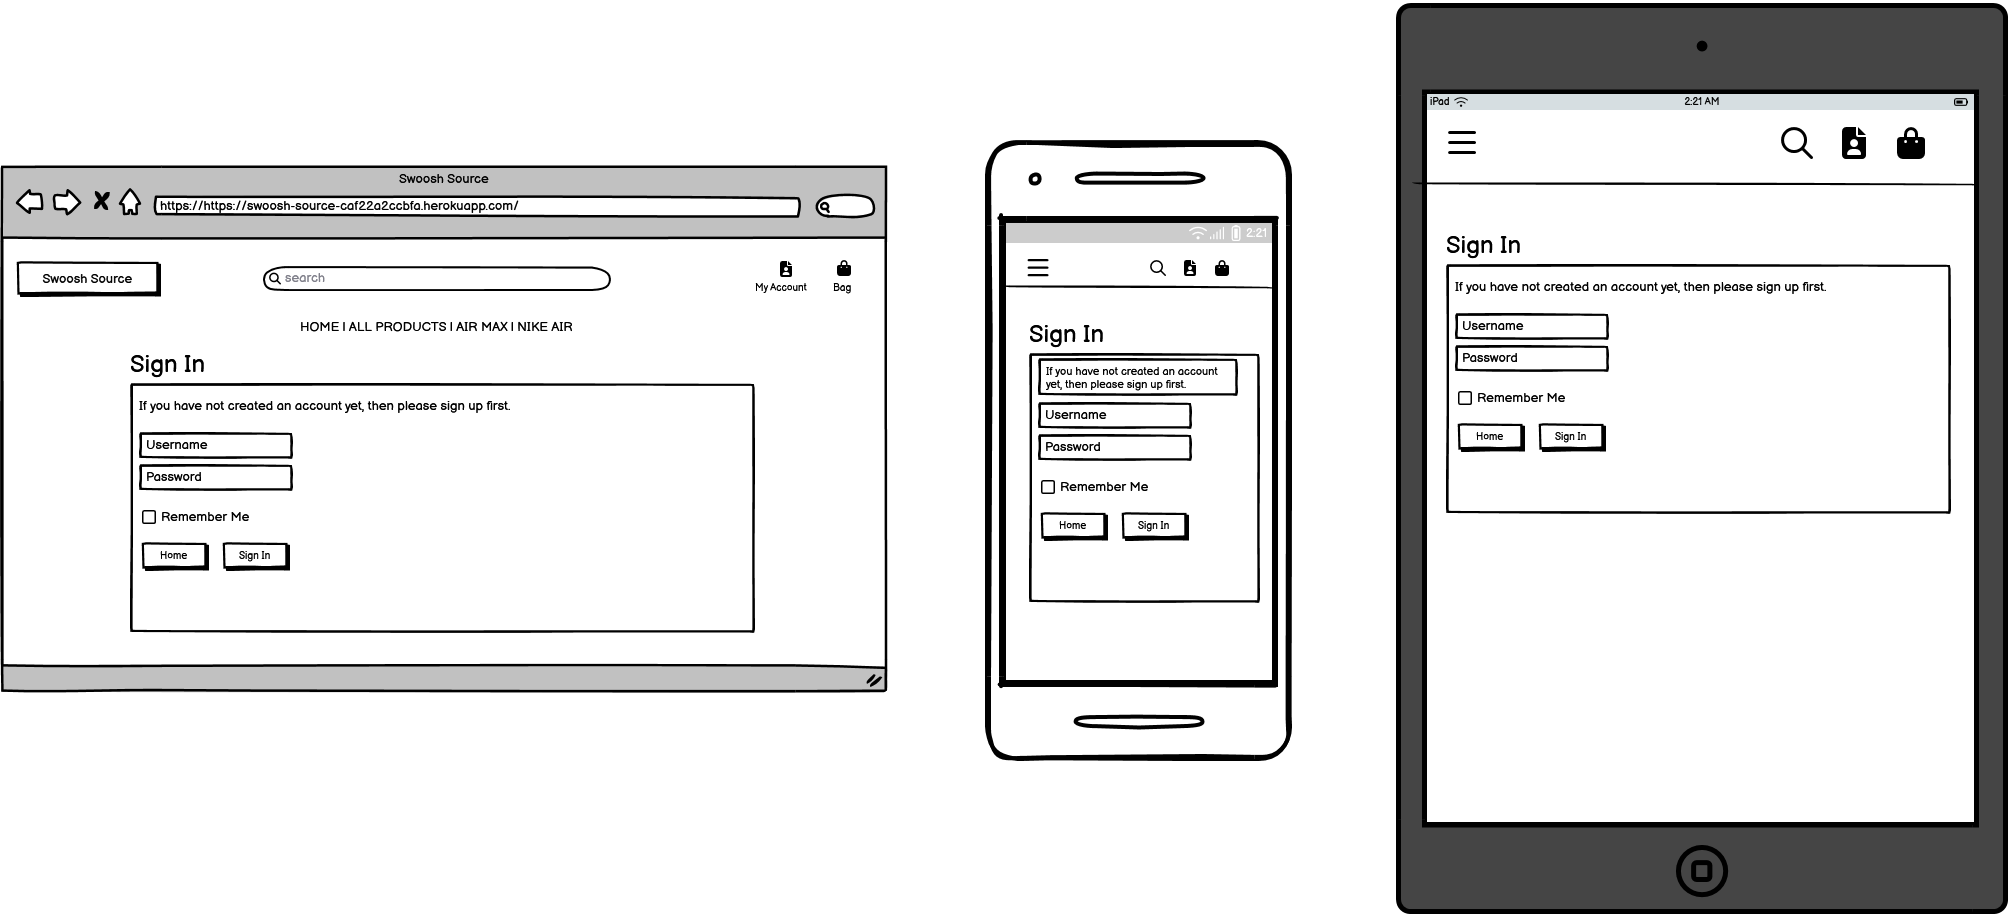 Swoosh Source
https://https://swoosh-source-caf22a2ccbfa.herokuapp.com/
Swoosh Source
search
My Account
Bag
HOME | ALL PRODUCTS | AIR MAX | NIKE AIR
Sign In
If you have not created an account yet, then please sign up first.
Username
Password
Remember Me
Home
Sign In
2:21
Sign In
If you have not created an account
yet, then please sign up first.
Username
Password
Remember Me
Home
Sign In
iPad
2:21 AM
Sign In
If you have not created an account yet, then please sign up first.
Username
Password
Remember Me
Home
Sign In